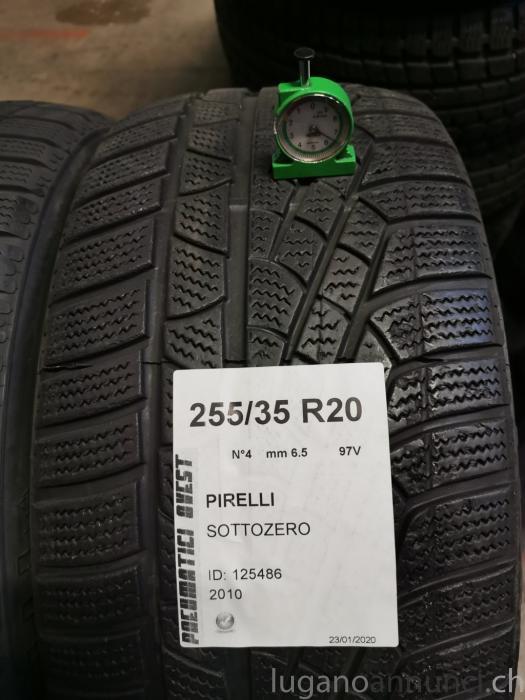 255/35 R20
N°4 mm 6.5 97V
PNEUMATICI OVEST
PIRELLI
SOTTOZERO
ID: 125486
2010
23/01/2020
luganoannunci.ch